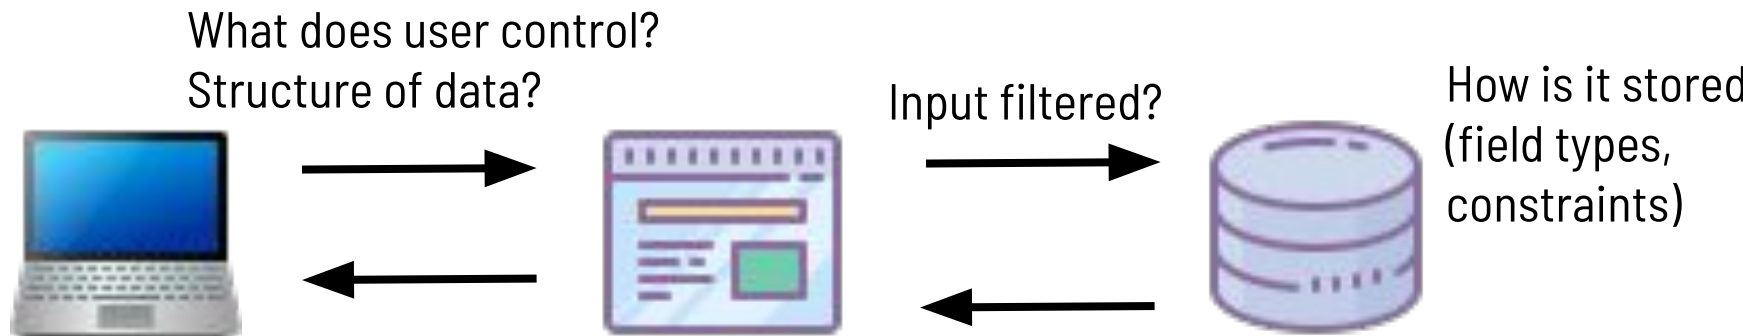 What does user control?
Structure of data?
Input filtered?
How is it stored
(field types,
constraints)